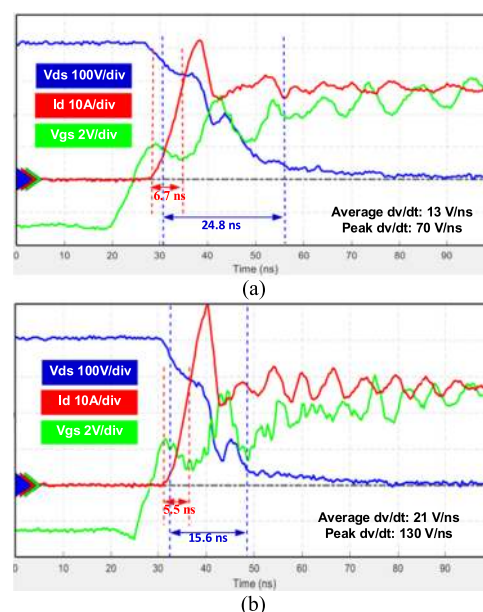 Vds 100V/div
Id 10A/div
Vgs 2V/div
6.7 ns
24.8 ns
Average dv/dt: 13 V/ns
Peak dv/dt: 70 V/ns
0 10 20 30 40 50 60 70 80 90
Time (ns)
(a)
Vds 100V/div
Id 10A/div
Vgs 2V/div
5.5 ns
15.6 ns
Average dv/dt: 21 V/ns
Peak dv/dt: 130 V/ns
0 10 20 30 40 50 60 70 80 90
Time (ns)
(b)